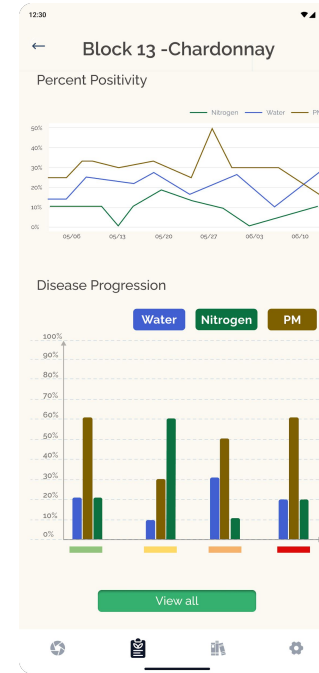 12:30
Block 13 -Chardonnay
Percent Positivity
Nitrogen Water PM
50%
40%
30%
20%
10%
0%
05/06 05/13 05/20 05/27 06/03 06/10
Disease Progression
Water Nitrogen PM
100%
90%
80%
70%
60%
50%
40%
30%
20%
10%
0%
View all